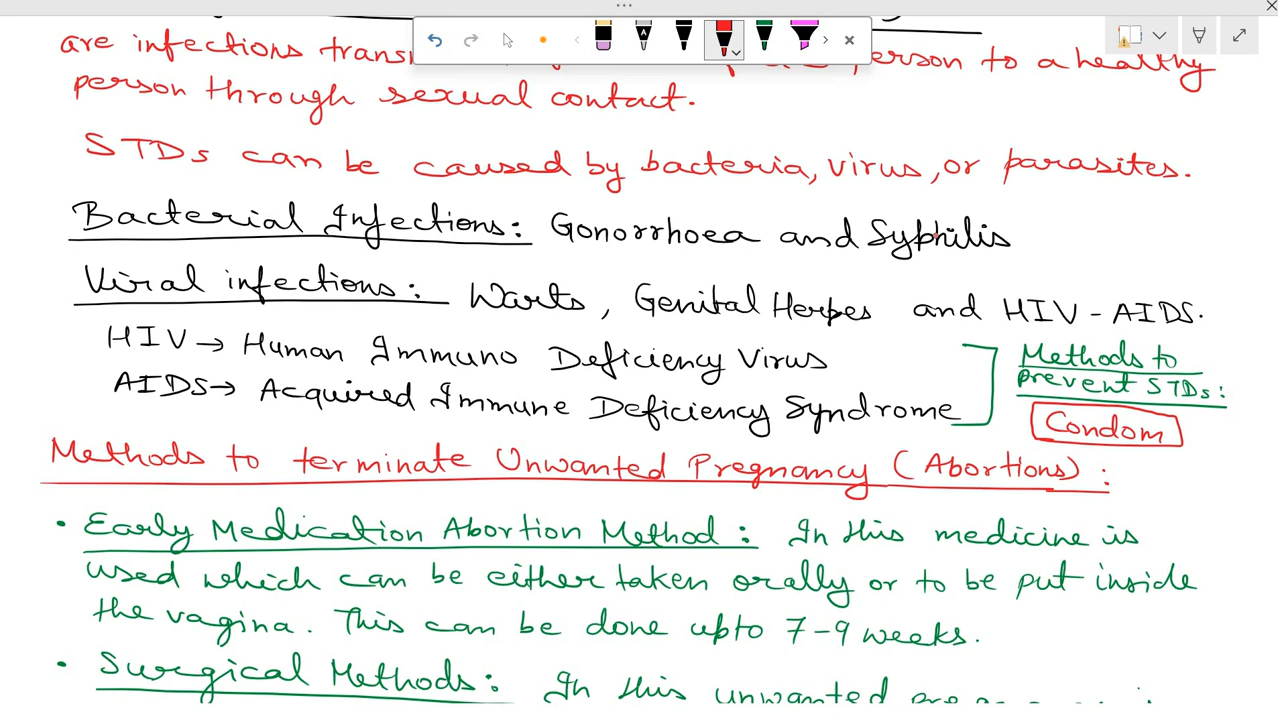 are infections person to a healthy
person through sexual contact.
STDs can be caused by bacteria, virus, or parasites.
Bacterial Infections: Gonorrhoea and Syphilis
Viral infections: Warts, Genital Herpes and HIV - AIDS.
HIV → Human Immuno Deficiency Virus
AIDS → Acquired Immune Deficiency Syndrome
Methods to
prevent STDs:
Condom
Methods to terminate Unwanted Pregnancy (Abortions):
• Early Medication Abortion Method: In this medicine is
used which can be either taken orally or to be put inside
the vagina. This can be done upto 7-9 weeks.
• Surgical Methods: In this unwanted